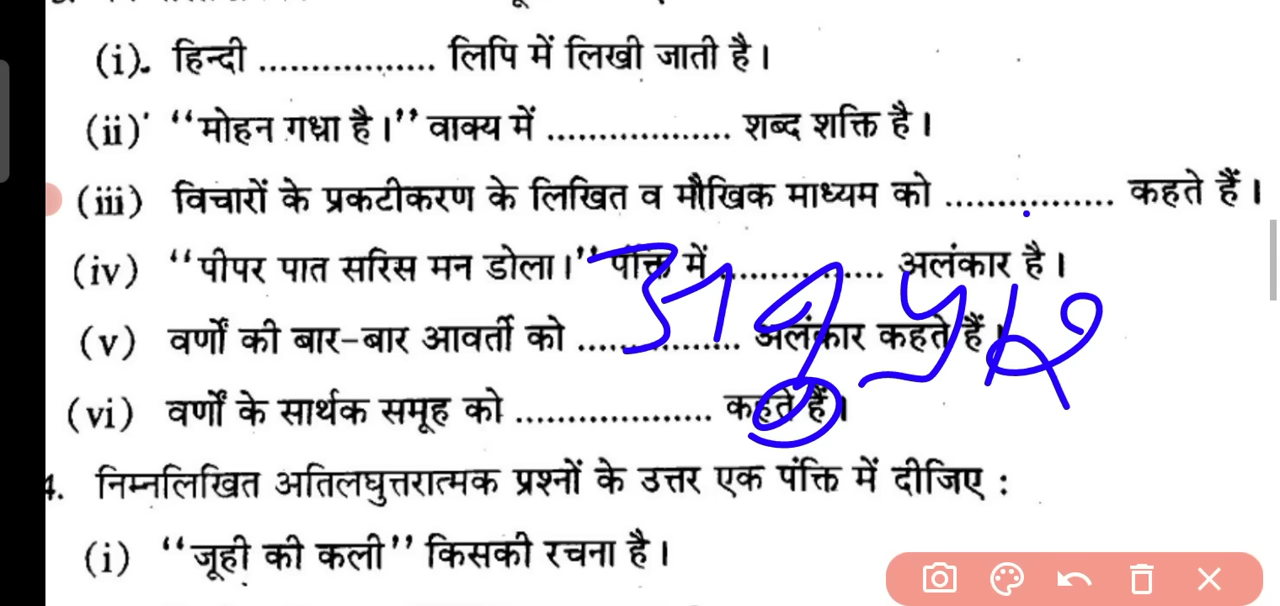 (i). हिन्दी ................. लिपि में लिखी जाती है।
(ii) “मोहन गधा है।” वाक्य में .................. शब्द शक्ति है।
(iii) विचारों के प्रकटीकरण के लिखित व मौखिक माध्यम को ................ कहते हैं।
(iv) “पीपर पात सरिस मन डोला।” पंक्ति में ................ अलंकार है।
(v) वर्णों की बार-बार आवर्ती को ................ अलंकार कहते हैं।
(vi) वर्णों के सार्थक समूह को ................... कहते हैं।
4. निम्नलिखित अतिलघुत्तरात्मक प्रश्नों के उत्तर एक पंक्ति में दीजिए :
(i) “जूही की कली” किसकी रचना है।